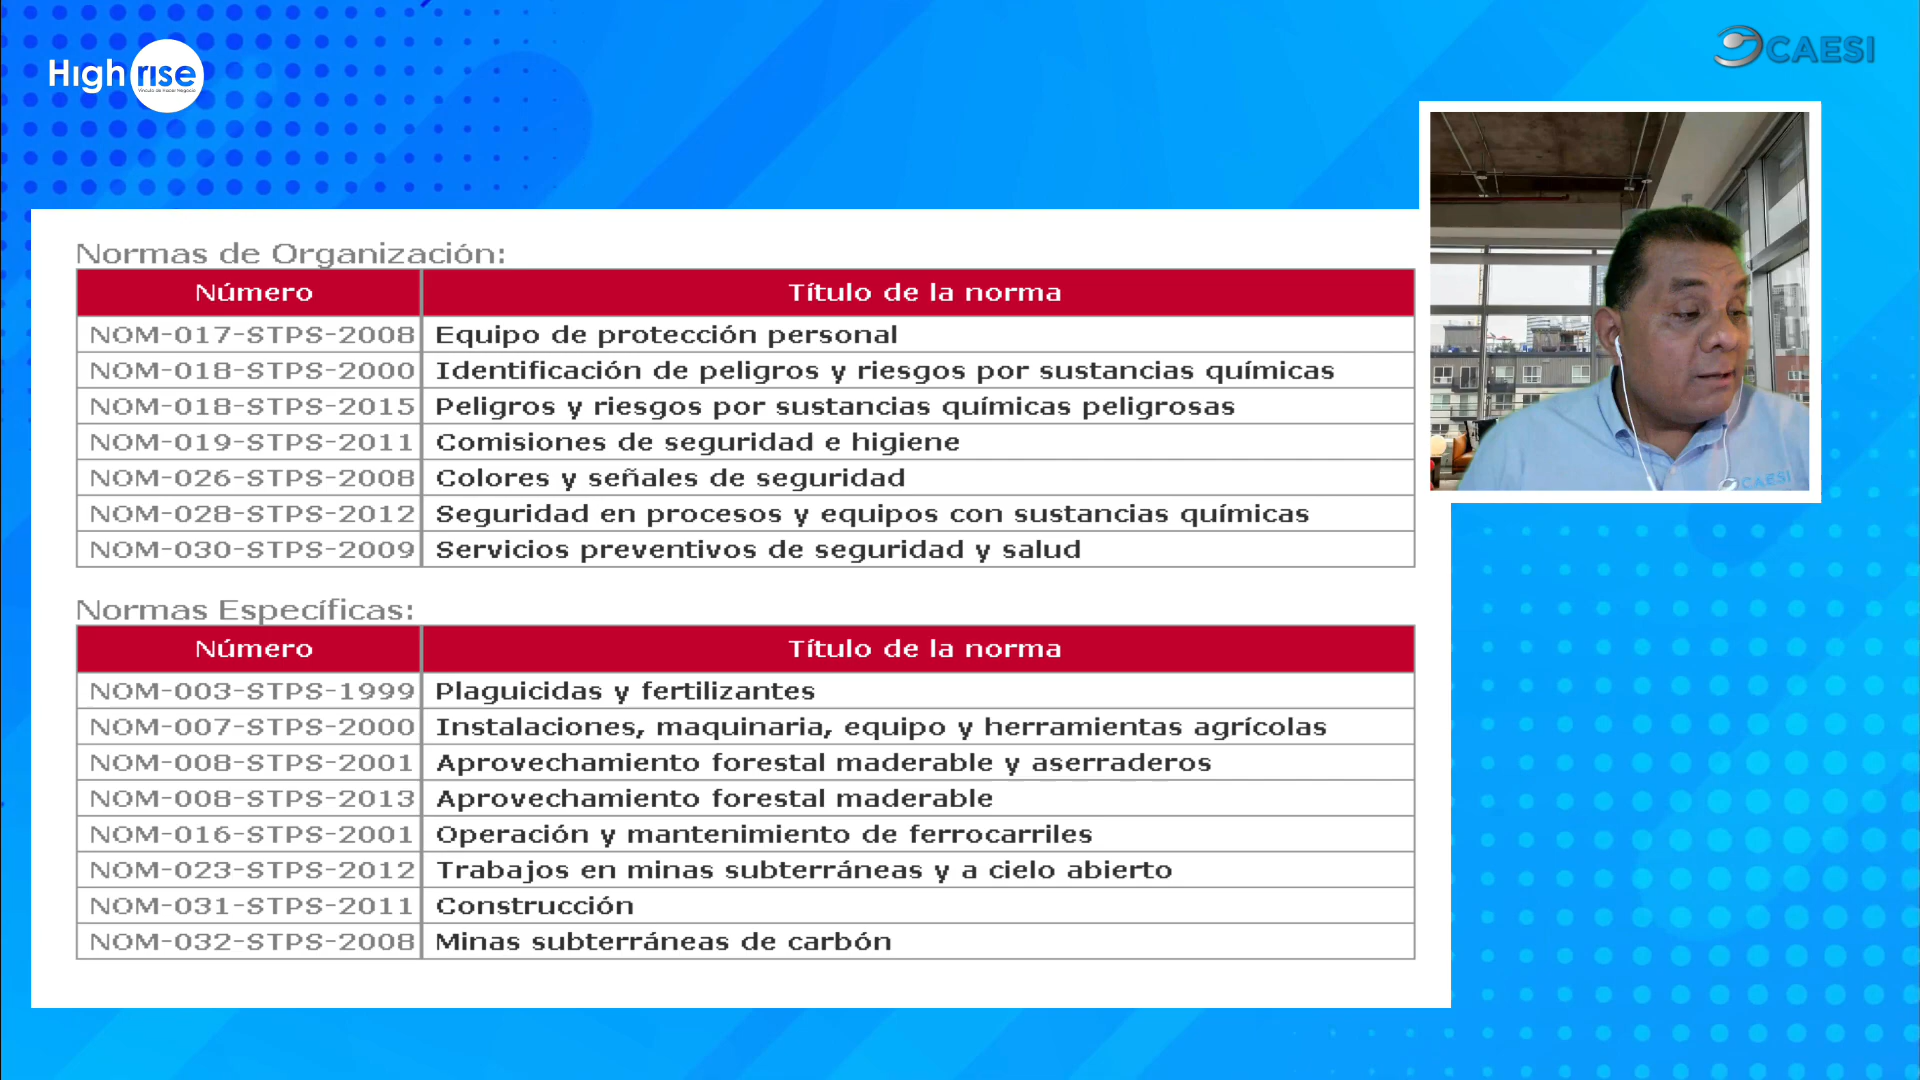 High rise
Vínculo de Hacer Negocio
CAESI
Normas de Organización:
Número Título de la norma
NOM-017-STPS-2008 Equipo de protección personal
NOM-018-STPS-2000 Identificación de peligros y riesgos por sustancias químicas
NOM-018-STPS-2015 Peligros y riesgos por sustancias químicas peligrosas
NOM-019-STPS-2011 Comisiones de seguridad e higiene
NOM-026-STPS-2008 Colores y señales de seguridad
NOM-028-STPS-2012 Seguridad en procesos y equipos con sustancias químicas
NOM-030-STPS-2009 Servicios preventivos de seguridad y salud
Normas Específicas:
Número Título de la norma
NOM-003-STPS-1999 Plaguicidas y fertilizantes
NOM-007-STPS-2000 Instalaciones, maquinaria, equipo y herramientas agrícolas
NOM-008-STPS-2001 Aprovechamiento forestal maderable y aserraderos
NOM-008-STPS-2013 Aprovechamiento forestal maderable
NOM-016-STPS-2001 Operación y mantenimiento de ferrocarriles
NOM-023-STPS-2012 Trabajos en minas subterráneas y a cielo abierto
NOM-031-STPS-2011 Construcción
NOM-032-STPS-2008 Minas subterráneas de carbón
CAESI